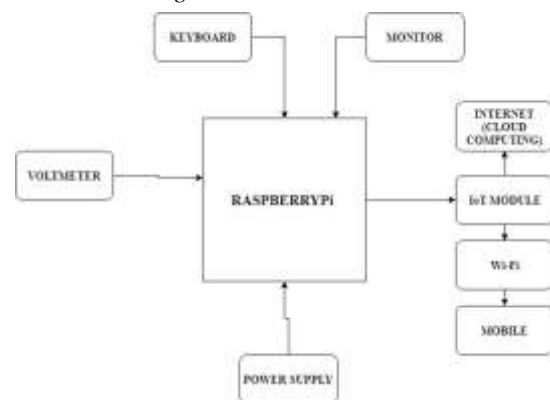 KEYBOARD
MONITOR
INTERNET
(CLOUD
COMPUTING)
VOLTMETER
RASPBERRYPi
IoT MODULE
Wi-Fi
MOBILE
POWER SUPPLY